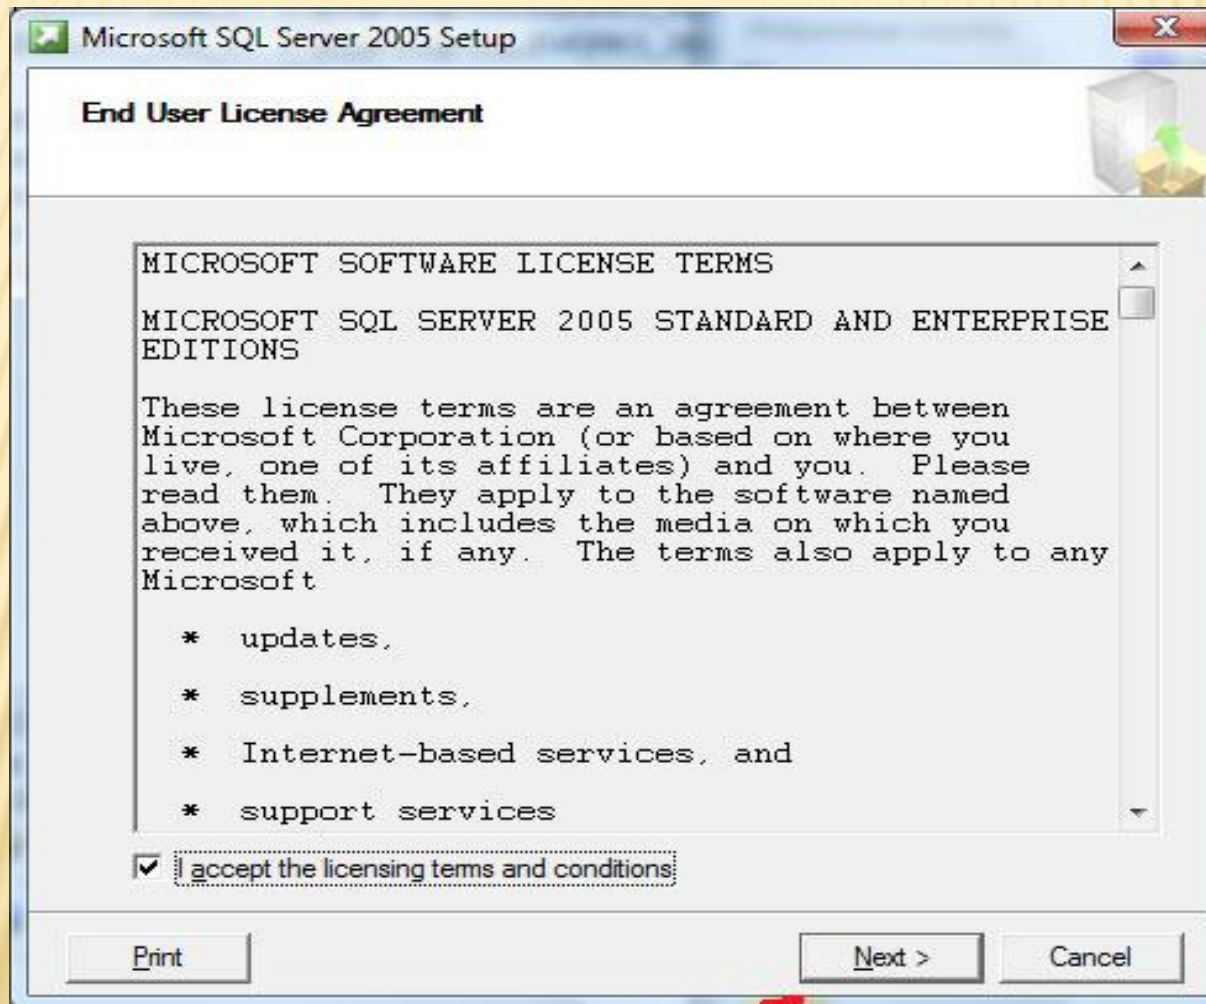 Microsoft SQL Server 2005 Setup
End User License Agreement
MICROSOFT SOFTWARE LICENSE TERMS
MICROSOFT SQL SERVER 2005 STANDARD AND ENTERPRISE
EDITIONS
These license terms are an agreement between
Microsoft Corporation (or based on where you
live, one of its affiliates) and you.  Please
read them.  They apply to the software named
above, which includes the media on which you
received it, if any.  The terms also apply to any
Microsoft
* updates,
* supplements,
* Internet-based services, and
* support services
I accept the licensing terms and conditions
Print
Next >
Cancel